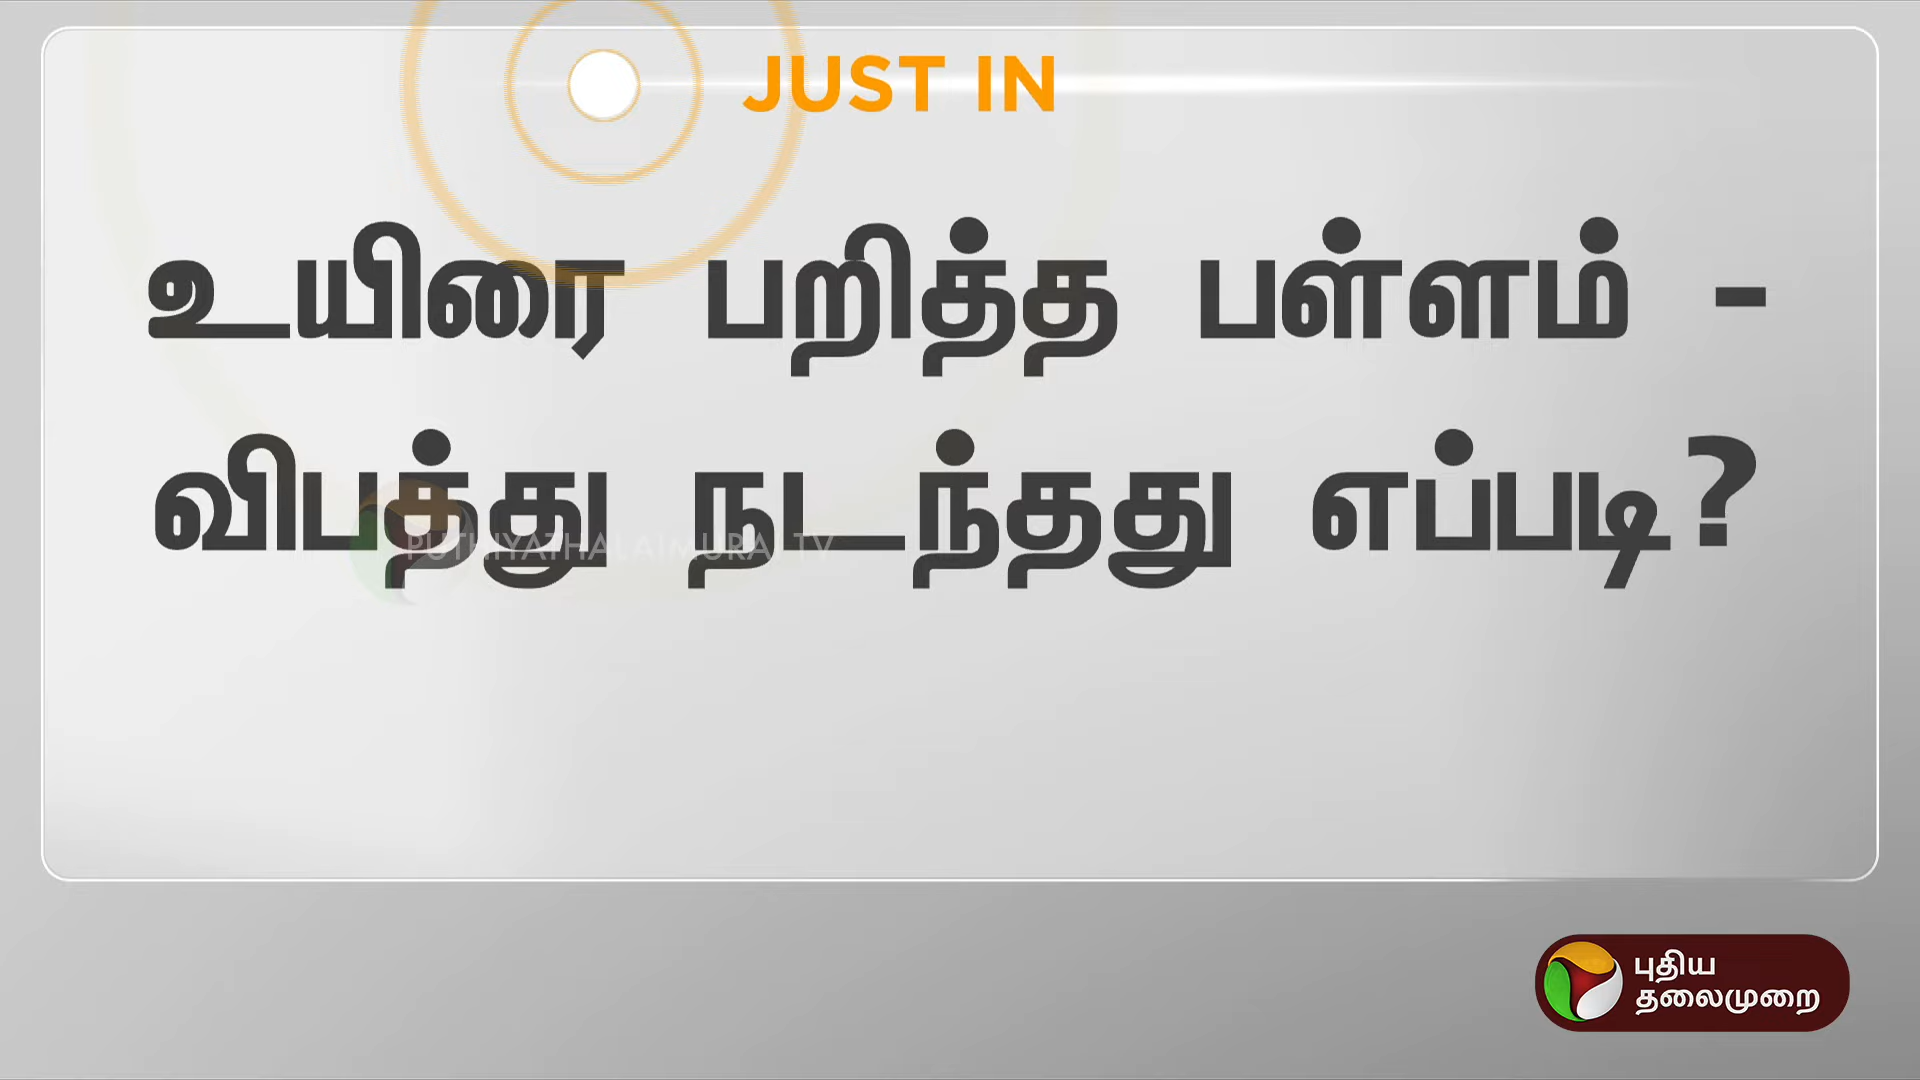 JUST IN
உயிரை பறித்த பள்ளம் -
விபத்து நடந்தது எப்படி?
PUTHIYATHALAIMURAI TV
புதிய
தலைமுறை